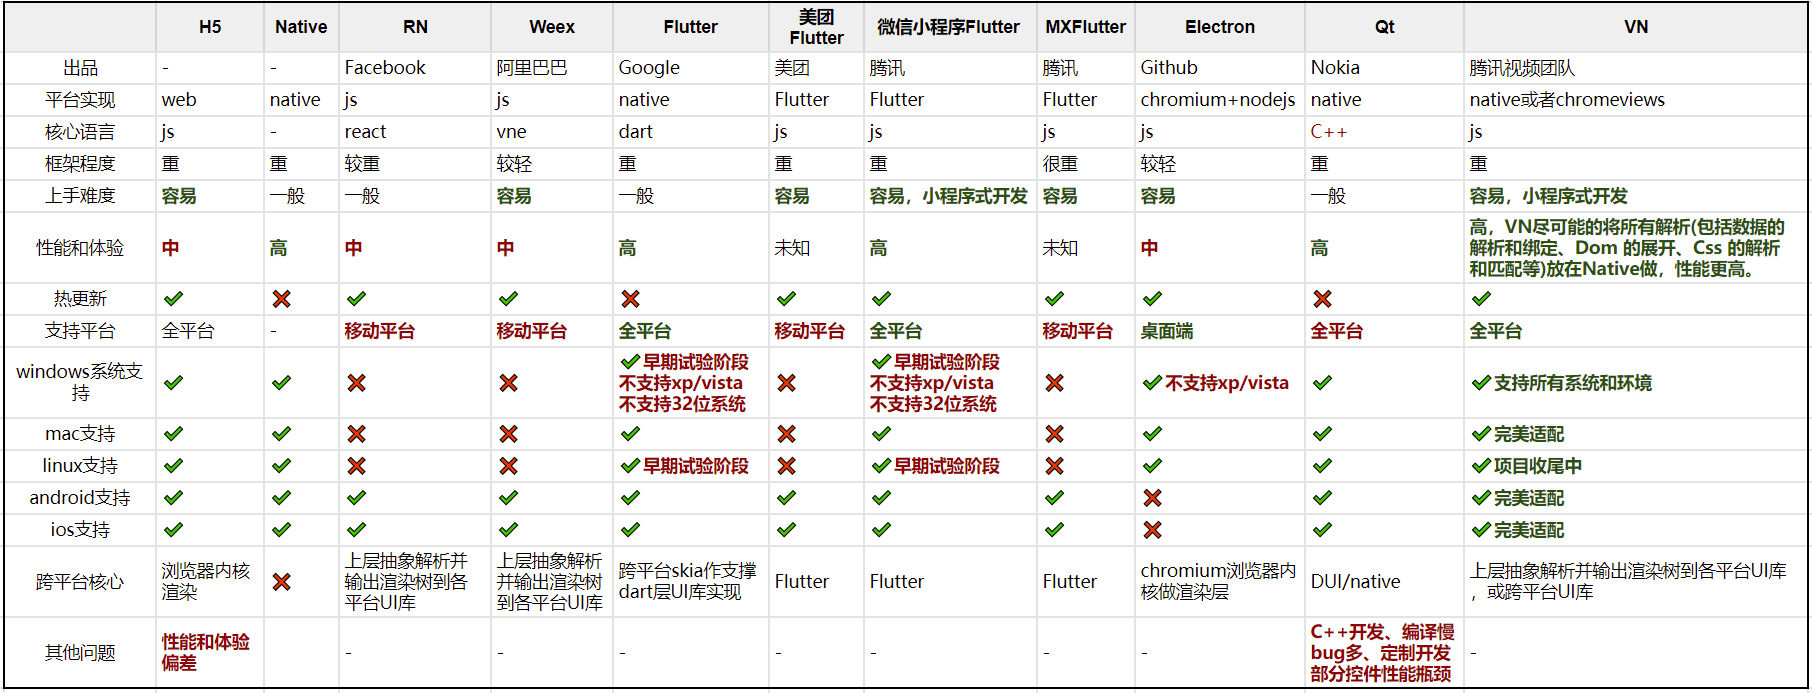 H5 Native RN Weex Flutter 美团 Flutter 微信小程序Flutter MXFlutter Electron Qt VN
出品 - - Facebook 阿里巴巴 Google 美团 腾讯 腾讯 Github Nokia 腾讯视频团队
平台实现 web native js js native Flutter Flutter Flutter chromium+nodejs native native或者chromeviews
核心语言 js - react vne dart js js js js C++ js
框架程度 重 重 较重 较轻 重 重 重 很重 较轻 重 重
上手难度 容易 一般 一般 容易 一般 容易 容易，小程序式开发 容易 容易 一般 容易，小程序式开发
性能和体验 中 高 中 中 高 未知 高 未知 中 高 高，VN尽可能的将所有解析(包括数据的
解析和绑定、Dom 的展开、Css 的解析
和匹配等)放在Native做，性能更高。
热更新
支持平台 全平台 - 移动平台 移动平台 全平台 移动平台 全平台 移动平台 桌面端 全平台 全平台
windows系统支
持
早期试验阶段
不支持xp/vista
不支持32位系统
早期试验阶段
不支持xp/vista
不支持32位系统
不支持xp/vista
支持所有系统和环境
mac支持 完美适配
linux支持 早期试验阶段 早期试验阶段 项目收尾中
android支持 完美适配
ios支持 完美适配
跨平台核心
浏览器内核
渲染
上层抽象解析并
输出渲染树到各
平台UI库
上层抽象解析
并输出渲染树
到各平台UI库
跨平台skia作支撑
dart层UI库实现
Flutter
Flutter
Flutter
chromium浏览器内
核做渲染层
DUI/native
上层抽象解析并输出渲染树到各平台UI库
，或跨平台UI库
其他问题
性能和体验
偏差
- - - - - - -
C++开发、编译慢
bug多、定制开发
部分控件性能瓶颈
-